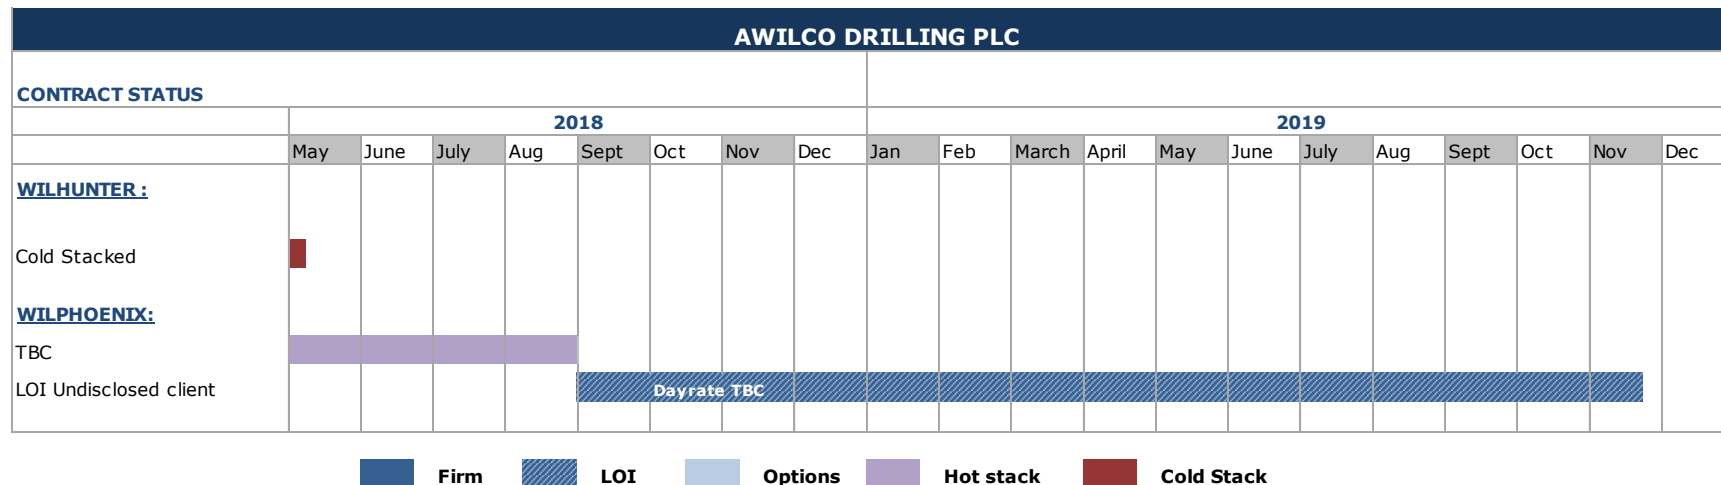 AWILCO DRILLING PLC
CONTRACT STATUS
2018 2019
May June July Aug Sept Oct Nov Dec Jan Feb March April May June July Aug Sept Oct Nov Dec
WILHUNTER :
Cold Stacked
WILPHOENIX:
TBC
LOI Undisclosed client Dayrate TBC
Firm LOI Options Hot stack Cold Stack